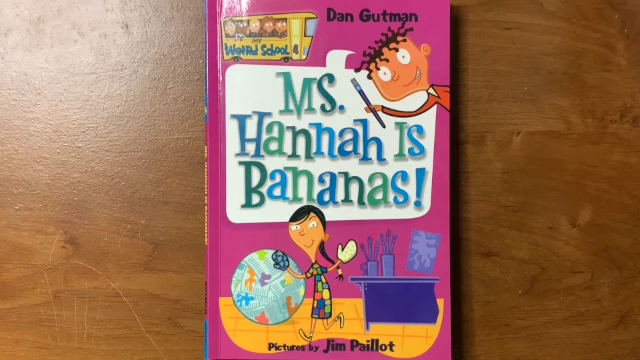 Dan Gutman
MY
WeiRd School 4
Ms.
Hannah Is
Bananas!
Pictures by Jim Paillot